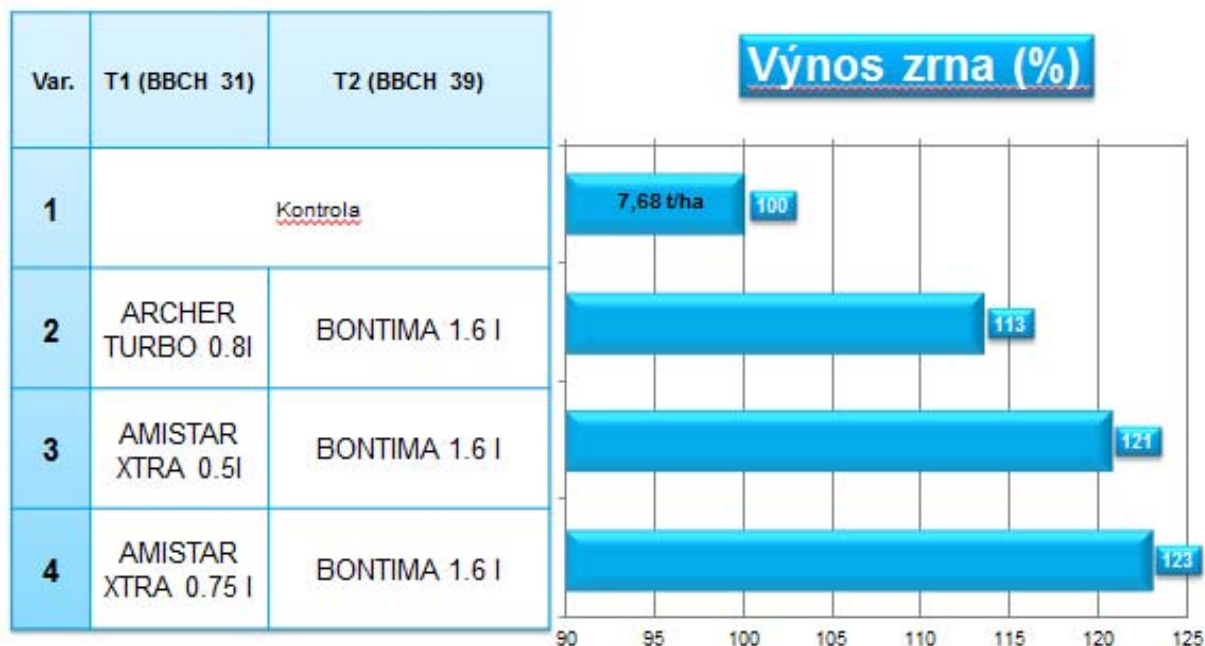 Výnos zrna (%)
Var. T1 (BBCH 31) T2 (BBCH 39)
1 Kontrola 7,68 t/ha 100
2 ARCHER
TURBO 0.8l BONTIMA 1.6 l 113
3 AMISTAR
XTRA 0.5l BONTIMA 1.6 l 121
4 AMISTAR
XTRA 0.75 l BONTIMA 1.6 l 123
90 95 100 105 110 115 120 125